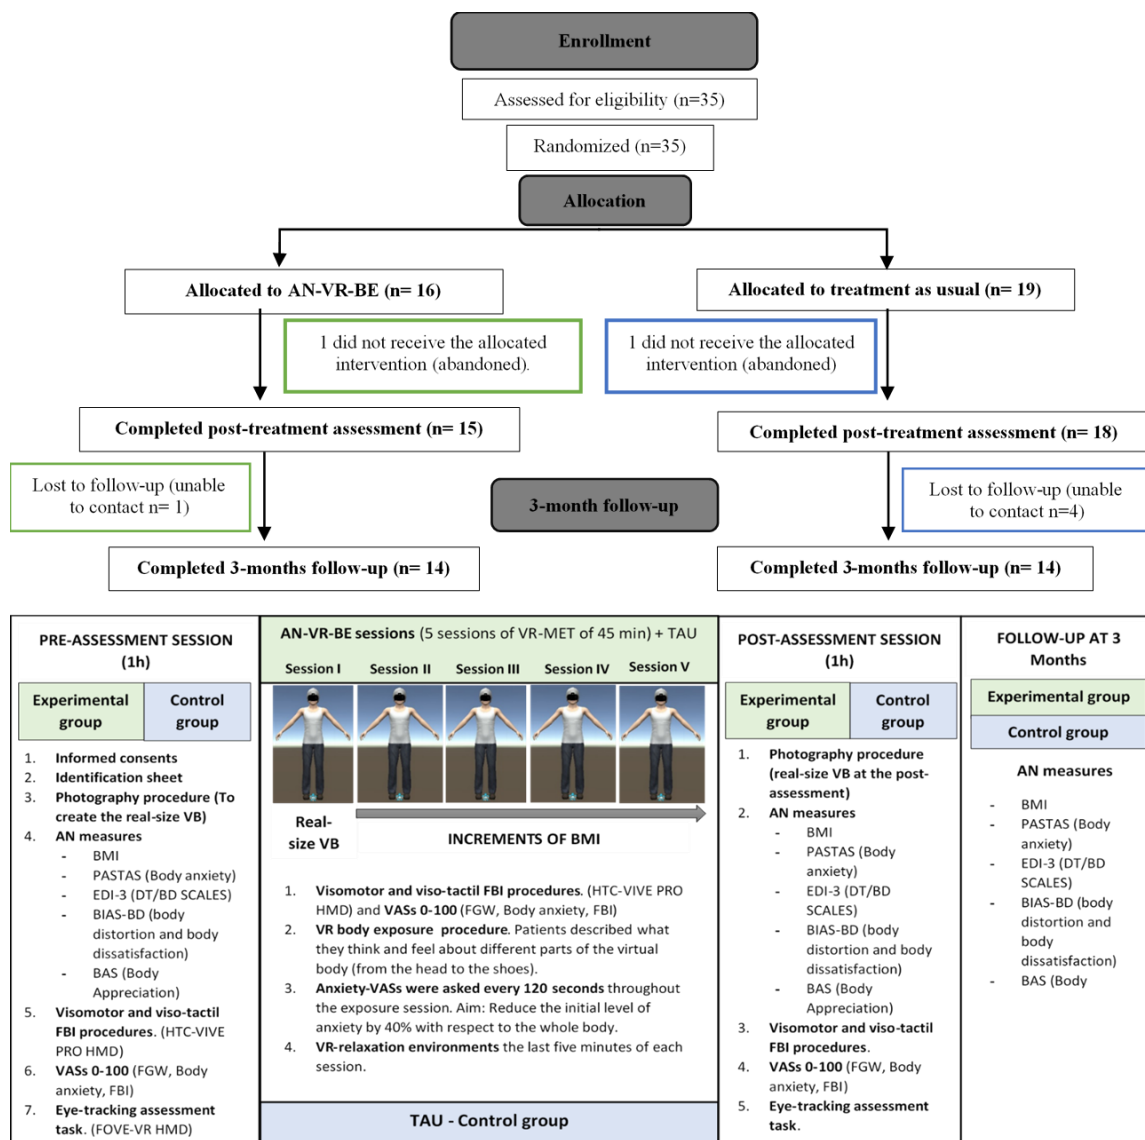 Enrollment
Assessed for eligibility (n=35)
Randomized (n=35)
Allocation
Allocated to AN-VR-BE (n= 16)
Allocated to treatment as usual (n= 19)
1 did not receive the allocated
intervention (abandoned).
1 did not receive the allocated
intervention (abandoned)
Completed post-treatment assessment (n= 15)
Completed post-treatment assessment (n= 18)
Lost to follow-up (unable
to contact n= 1)
3-month follow-up
Lost to follow-up (unable
to contact n=4)
Completed 3-months follow-up (n= 14)
Completed 3-months follow-up (n= 14)
PRE-ASSESSMENT SESSION
(1h)
Experimental
group
Control
group
1. Informed consents
2. Identification sheet
3. Photography procedure (To
create the real-size VB)
4. AN measures
- BMI
- PASTAS (Body anxiety)
- EDI-3 (DT/BD SCALES)
- BIAS-BD (body
distortion and body
dissatisfaction)
- BAS (Body
Appreciation)
5. Visomotor and viso-tactil
FBI procedures. (HTC-VIVE
PRO HMD)
6. VASs 0-100 (FGW, Body
anxiety, FBI)
7. Eye-tracking assessment
task. (FOVE-VR HMD)
AN-VR-BE sessions (5 sessions of VR-MET of 45 min) + TAU
Session I Session II Session III Session IV Session V
Real-
size VB
INCREMENTS OF BMI
1. Visomotor and viso-tactil FBI procedures. (HTC-VIVE PRO
HMD) and VASs 0-100 (FGW, Body anxiety, FBI)
2. VR body exposure procedure. Patients described what
they think and feel about different parts of the virtual
body (from the head to the shoes).
3. Anxiety-VASs were asked every 120 seconds throughout
the exposure session. Aim: Reduce the initial level of
anxiety by 40% with respect to the whole body.
4. VR-relaxation environments the last five minutes of each
session.
TAU - Control group
POST-ASSESSMENT SESSION
(1h)
Experimental
group
Control
group
1. Photography procedure
(real-size VB at the post-
assessment)
2. AN measures
- BMI
- PASTAS (Body
anxiety)
- EDI-3 (DT/BD
SCALES)
- BIAS-BD (body
distortion and body
dissatisfaction)
- BAS (Body
Appreciation)
3. Visomotor and viso-tactil
FBI procedures.
4. VASs 0-100 (FGW, Body
anxiety, FBI)
5. Eye-tracking assessment
task.
FOLLOW-UP AT 3
Months
Experimental group
Control group
AN measures
- BMI
- PASTAS (Body
anxiety)
- EDI-3 (DT/BD
SCALES)
- BIAS-BD (body
distortion and
body
dissatisfaction)
- BAS (Body